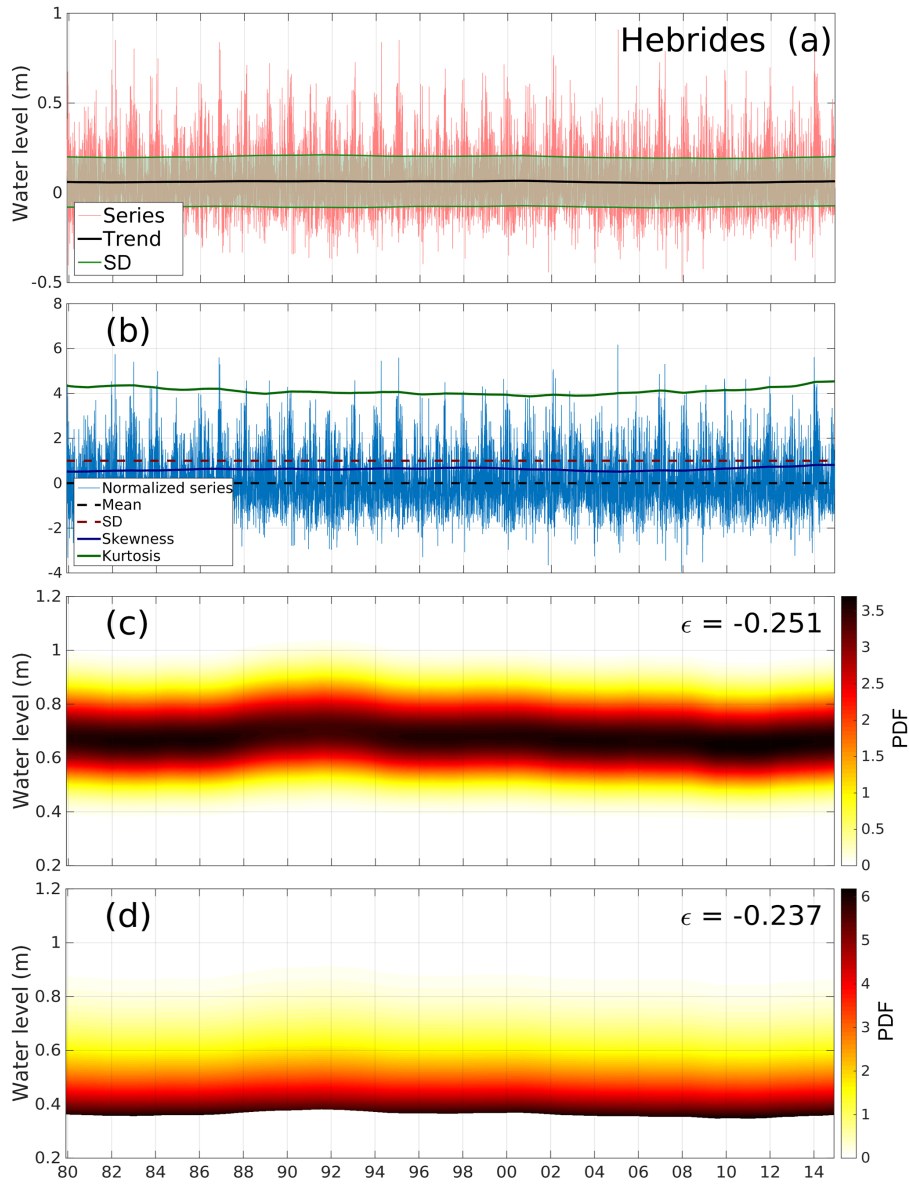 Hebrides (a)
Water level (m)
1
0.5
0
-0.5
Series
Trend
SD
(b)
8
6
4
2
0
-2
-4
Normalized series
Mean
SD
Skewness
Kurtosis
(c)
ϵ = -0.251
Water level (m)
1.2
1
0.8
0.6
0.4
0.2
3.5
3
2.5
2
1.5
1
0.5
0
PDF
(d)
ϵ = -0.237
Water level (m)
1.2
1
0.8
0.6
0.4
0.2
6
5
4
3
2
1
0
PDF
80 82 84 86 88 90 92 94 96 98 00 02 04 06 08 10 12 14